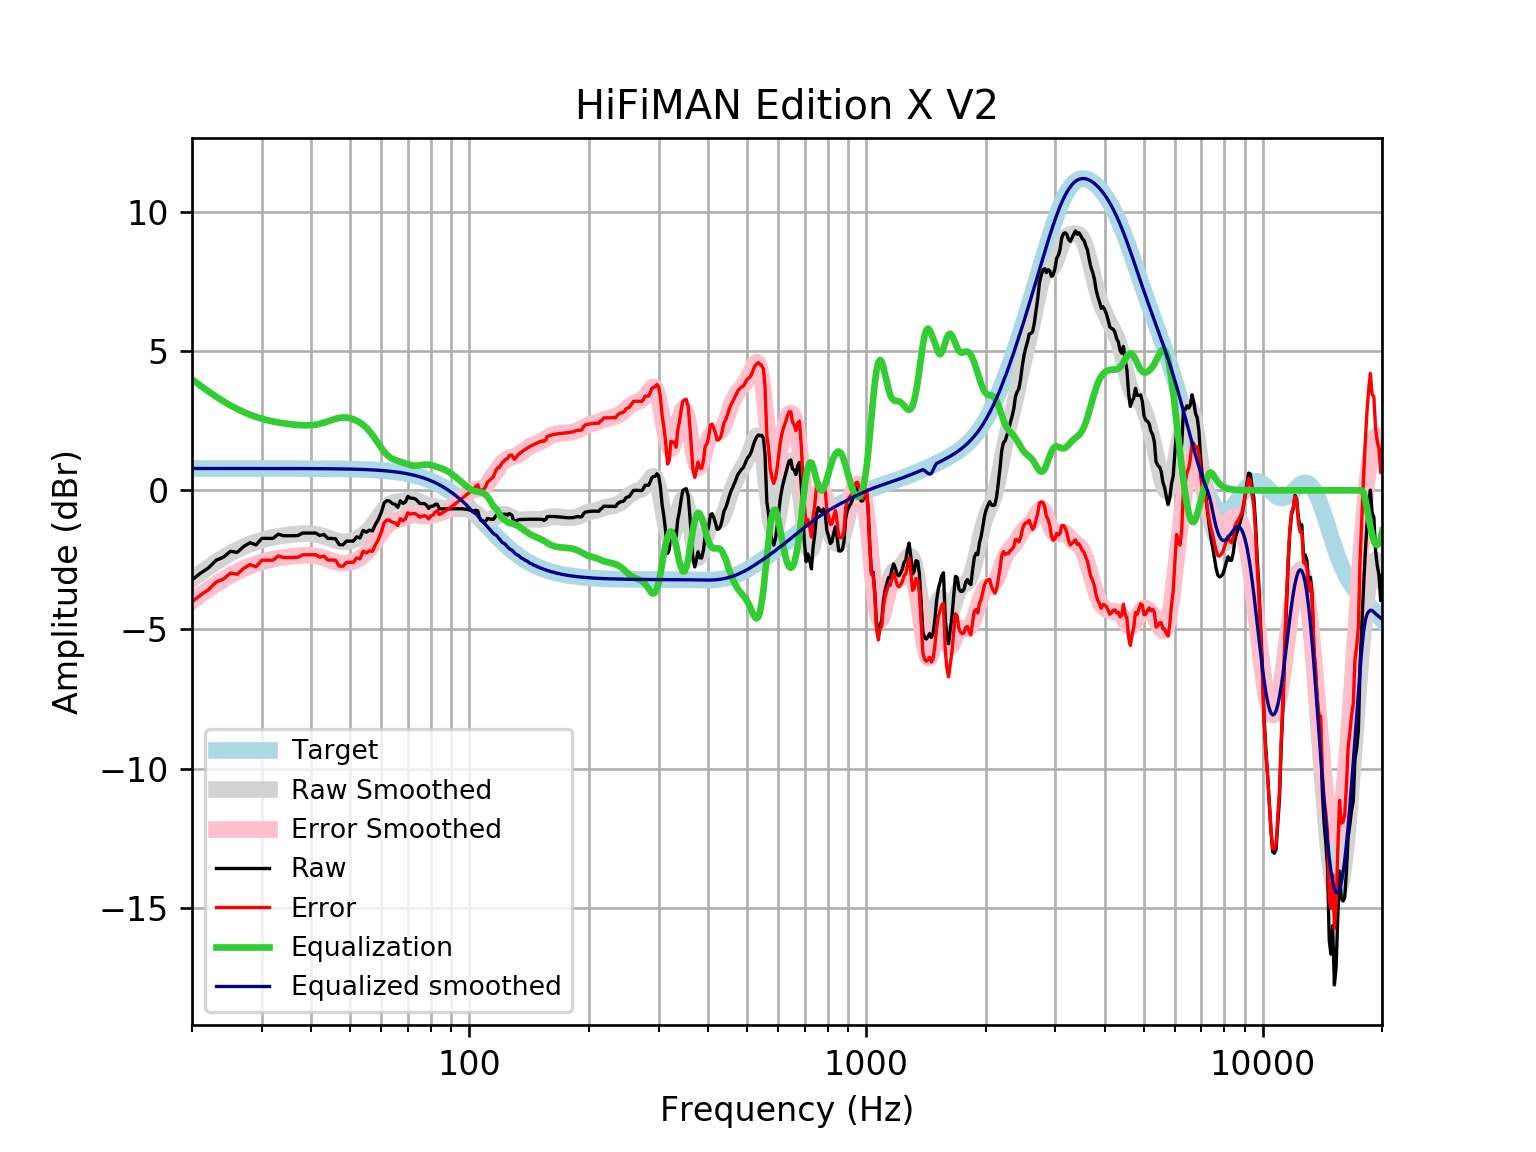 HiFiMAN Edition X V2
Amplitude (dBr)
10
5
0
−5
−10
−15
Target
Raw Smoothed
Error Smoothed
Raw
Error
Equalization
Equalized smoothed
100
1000
10000
Frequency (Hz)